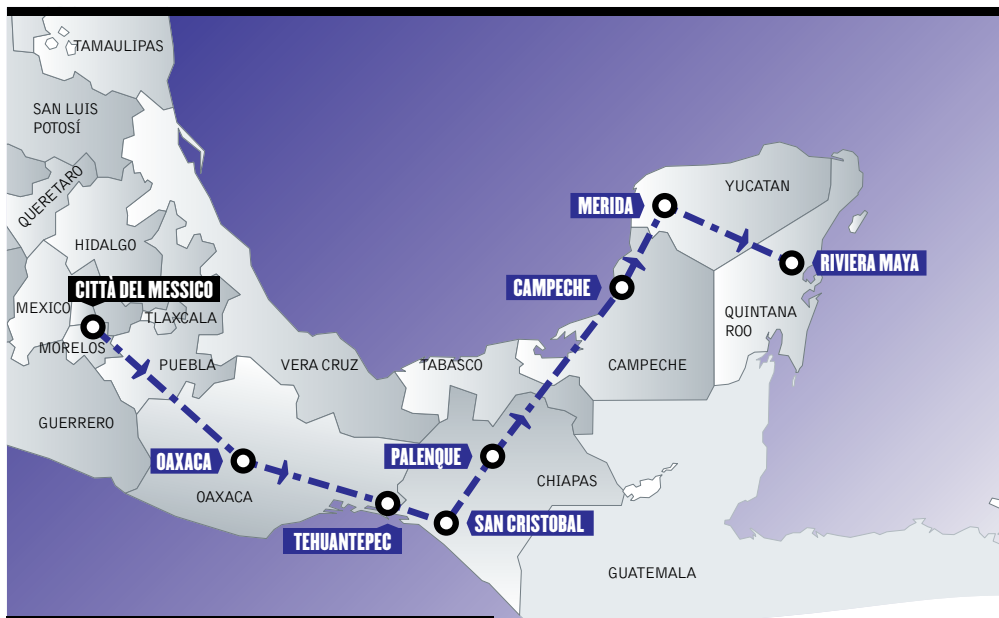 TAMAULIPAS
SAN LUIS
POTOSÍ
QUERETARO
YUCATAN
MERIDA
HIDALGO
RIVIERA MAYA
CITTÀ DEL MESSICO
CAMPECHE
MEXICO
TLAXCALA
QUINTANA
ROO
MORELOS
PUEBLA
VERA CRUZ
TABASCO
CAMPECHE
GUERRERO
OAXACA
PALENQUE
CHIAPAS
OAXACA
SAN CRISTOBAL
TEHUANTEPEC
GUATEMALA